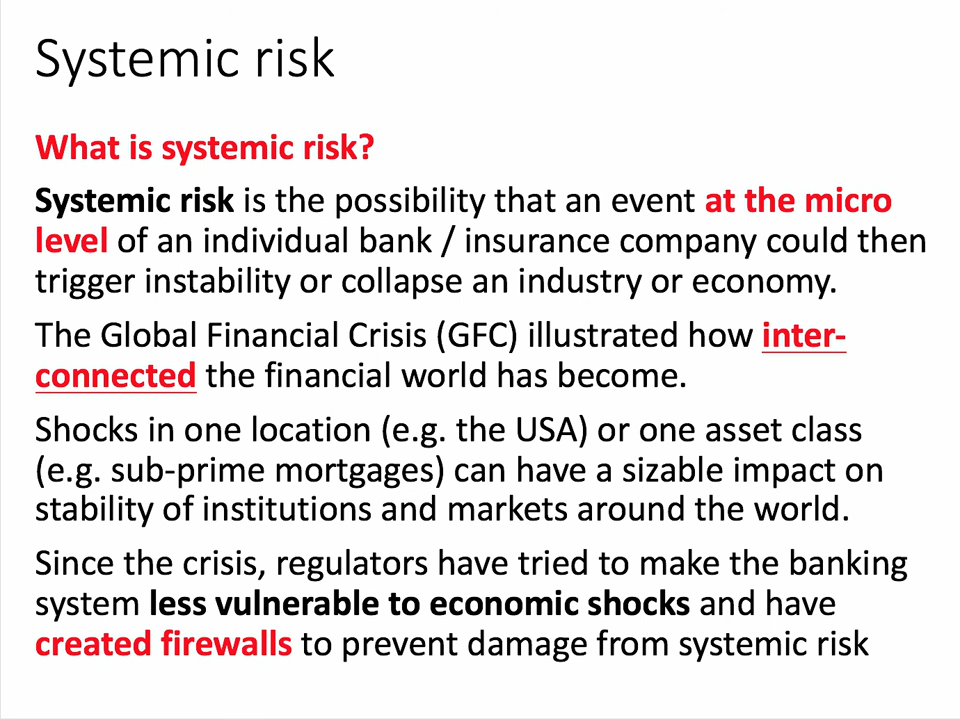 Systemic risk
What is systemic risk?
Systemic risk is the possibility that an event at the micro
level of an individual bank / insurance company could then
trigger instability or collapse an industry or economy.
The Global Financial Crisis (GFC) illustrated how inter-
connected the financial world has become.
Shocks in one location (e.g. the USA) or one asset class
(e.g. sub-prime mortgages) can have a sizable impact on
stability of institutions and markets around the world.
Since the crisis, regulators have tried to make the banking
system less vulnerable to economic shocks and have
created firewalls to prevent damage from systemic risk